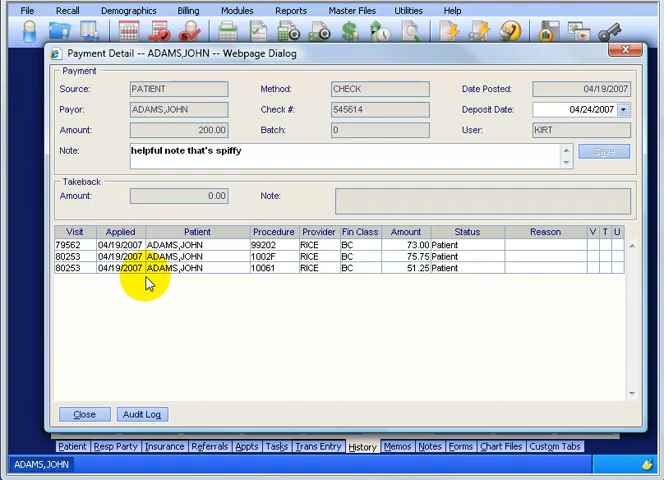 File Recall Demographics Billing Modules Reports Master Files Utilities Help
Payment Detail -- ADAMS,JOHN -- Webpage Dialog
Payment
Source: PATIENT Method: CHECK Date Posted: 04/19/2007
Payor: ADAMS,JOHN Check #: 545614 Deposit Date: 04/24/2007
Amount: 200.00 Batch: 0 User: KIRT
Note: helpful note that's spiffy Save
Takeback
Amount: 0.00 Note:
Visit Applied Patient Procedure Provider Fin Class Amount Status Reason V T U
79562 04/19/2007 ADAMS,JOHN 99202 RICE BC 73.00 Patient
80253 04/19/2007 ADAMS,JOHN 1002F RICE BC 75.75 Patient
80253 04/19/2007 ADAMS,JOHN 10061 RICE BC 51.25 Patient
Close Audit Log
Patient Resp Party Insurance Referrals Appts Tasks Trans Entry History Memos Notes Forms Chart Files Custom Tabs
ADAMS,JOHN